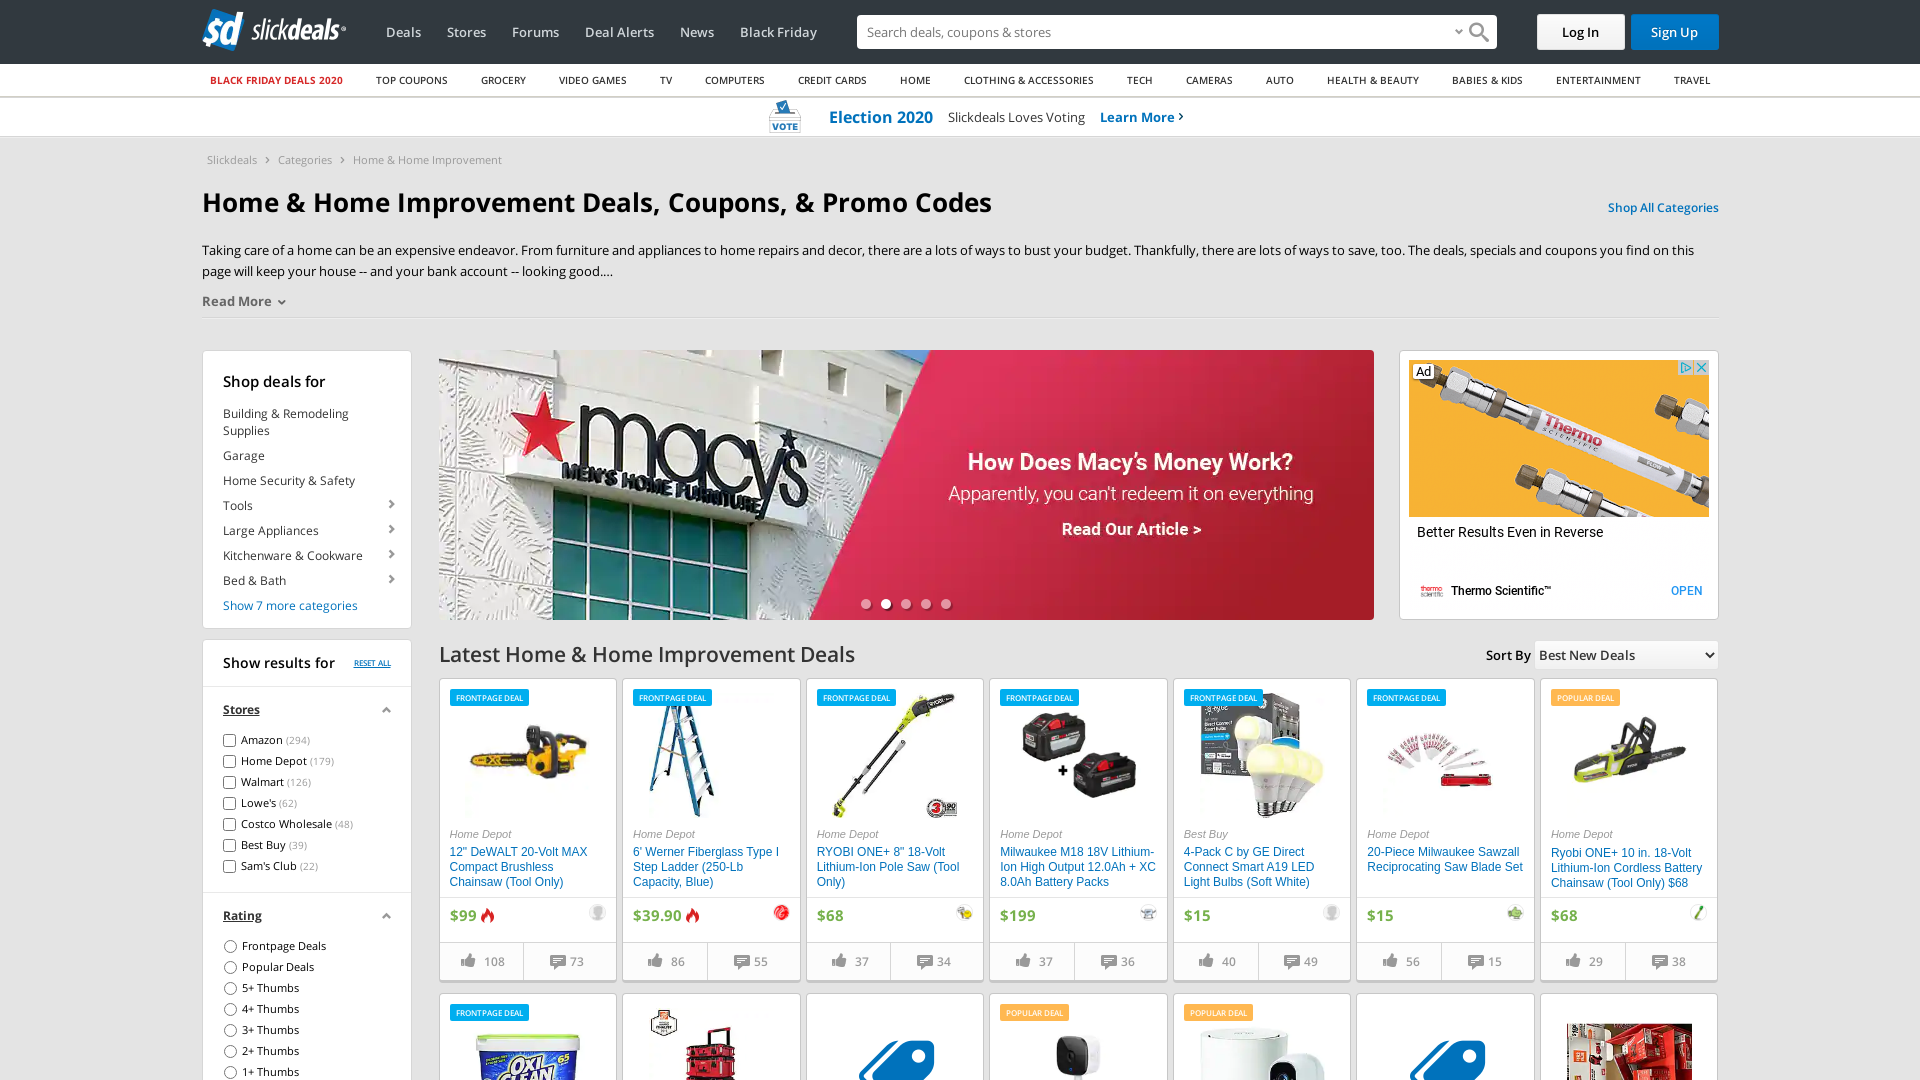 slickdeals
Deals
Stores
Forums
Deal Alerts
News
Black Friday
Search deals, coupons & stores
Log In
Sign Up
BLACK FRIDAY DEALS 2020
TOP COUPONS
GROCERY
VIDEO GAMES
TV
COMPUTERS
CREDIT CARDS
HOME
CLOTHING & ACCESSORIES
TECH
CAMERAS
AUTO
HEALTH & BEAUTY
BABIES & KIDS
ENTERTAINMENT
TRAVEL
VOTE
Election 2020
Slickdeals Loves Voting
Learn More
Slickdeals > Categories > Home & Home Improvement
Home & Home Improvement Deals, Coupons, & Promo Codes
Shop All Categories
Taking care of a home can be an expensive endeavor. From furniture and appliances to home repairs and decor, there are a lots of ways to bust your budget. Thankfully, there are lots of ways to save, too. The deals, specials and coupons you find on
this page will keep your house -- and your bank account -- looking good....
Read More
Shop deals for
Building & Remodeling
Supplies
Garage
Home Security & Safety
Tools
Large Appliances
Kitchenware & Cookware
Bed & Bath
Show 7 more categories
Show results for
RESET ALL
Stores
Amazon (294)
Home Depot (179)
Walmart (126)
Lowe's (62)
Costco Wholesale (48)
Best Buy (39)
Sam's Club (22)
Rating
Frontpage Deals
Popular Deals
5+ Thumbs
4+ Thumbs
3+ Thumbs
2+ Thumbs
1+ Thumbs
macy's
MEN'S HOME FURNITURE
How Does Macy's Money Work?
Apparently, you can't redeem it on everything
Read Our Article >
Ad
Thermo
SCIENTIFIC
FLOW
Better Results Even in Reverse
thermo
scientific
Thermo Scientific™
OPEN
Latest Home & Home Improvement Deals
Sort By
Best New Deals
FRONTPAGE DEAL
Home Depot
12" DeWALT 20-Volt MAX
Compact Brushless
Chainsaw (Tool Only)
$99
108
73
FRONTPAGE DEAL
Home Depot
6' Werner Fiberglass Type I
Step Ladder (250-Lb
Capacity, Blue)
$39.90
86
55
FRONTPAGE DEAL
Home Depot
RYOBI ONE+ 8" 18-Volt
Lithium-Ion Pole Saw (Tool
Only)
$68
37
34
FRONTPAGE DEAL
Home Depot
Milwaukee M18 18V Lithium-
Ion High Output 12.0Ah + XC
8.0Ah Battery Packs
$199
37
36
FRONTPAGE DEAL
Best Buy
4-Pack C by GE Direct
Connect Smart A19 LED
Light Bulbs (Soft White)
$15
40
49
FRONTPAGE DEAL
Home Depot
20-Piece Milwaukee Sawzall
Reciprocating Saw Blade Set
$15
56
15
POPULAR DEAL
Home Depot
Ryobi ONE+ 10 in. 18-Volt
Lithium-Ion Cordless Battery
Chainsaw (Tool Only) $68
$68
29
38
FRONTPAGE DEAL
OXI
CLEAN
65
POPULAR DEAL
POPULAR DEAL